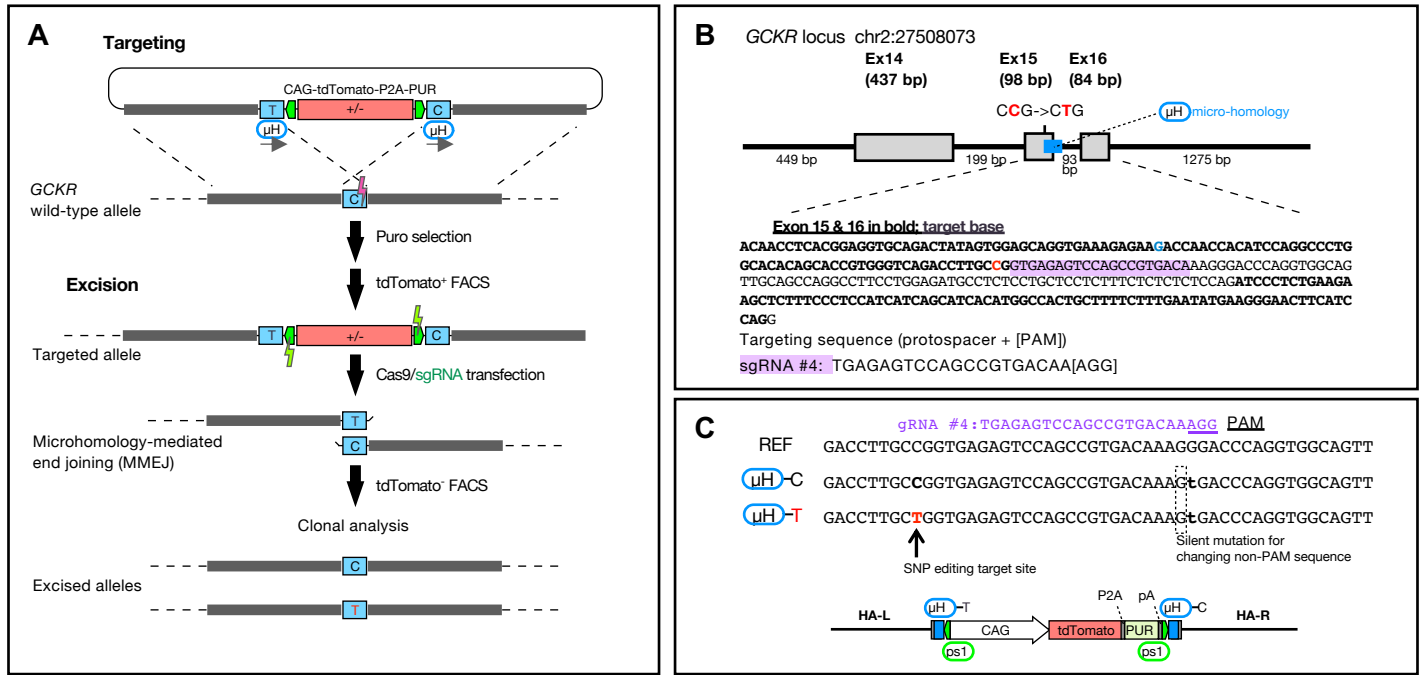 A
Targeting
CAG-tdTomato-P2A-PUR
T
+/-
C
µH
µH
GCKR
wild-type allele
C
Puro selection
tdTomato⁺ FACS
Excision
T
+/-
C
Targeted allele
Cas9/sgRNA transfection
T
C
Microhomology-mediated
end joining (MMEJ)
tdTomato⁻ FACS
Clonal analysis
C
Excised alleles
T
B
GCKR locus chr2:27508073
Ex14
(437 bp)
Ex15
(98 bp)
Ex16
(84 bp)
CCG->CTG
µH micro-homology
449 bp
199 bp
93
bp
1275 bp
Exon 15 & 16 in bold; target base
ACAACCTCACGGAGGTGCAGACTATAGTGGAGCAGGTGAAAGAGAAGACCAACCACATCCAGGCCCTG
GCACACAGCACCGTGGGTCAGACCTTGCCGGTGAGAGTCCAGCCGTGACAAAGGGACCCAGGTGGCAG
TTGCAGCCAGGCCTTCCTGGAGATGCCTCTCCTGCTCCTCTTTCTCTCTCTCCAGATCCCTCTGAAGA
AGCTCTTTCCCTCCATCATCAGCATCACATGGCCACTGCTTTTCTTTGAATATGAAGGGAACTTCATC
CAGG
Targeting sequence (protospacer + [PAM])
sgRNA #4: TGAGAGTCCAGCCGTGACAA[AGG]
C
gRNA #4:TGAGAGTCCAGCCGTGACAAAGG PAM
REF GACCTTGCCGGTGAGAGTCCAGCCGTGACAAAGGGACCCAGGTGGCAGTT
µH-C GACCTTGCCGGTGAGAGTCCAGCCGTGACAAAGtGACCCAGGTGGCAGTT
µH-T GACCTTGCTGGTGAGAGTCCAGCCGTGACAAAGtGACCCAGGTGGCAGTT
Silent mutation for
changing non-PAM sequence
SNP editing target site
P2A
pA
HA-L
µH-T
µH-C
HA-R
CAG
tdTomato
PUR
ps1
ps1